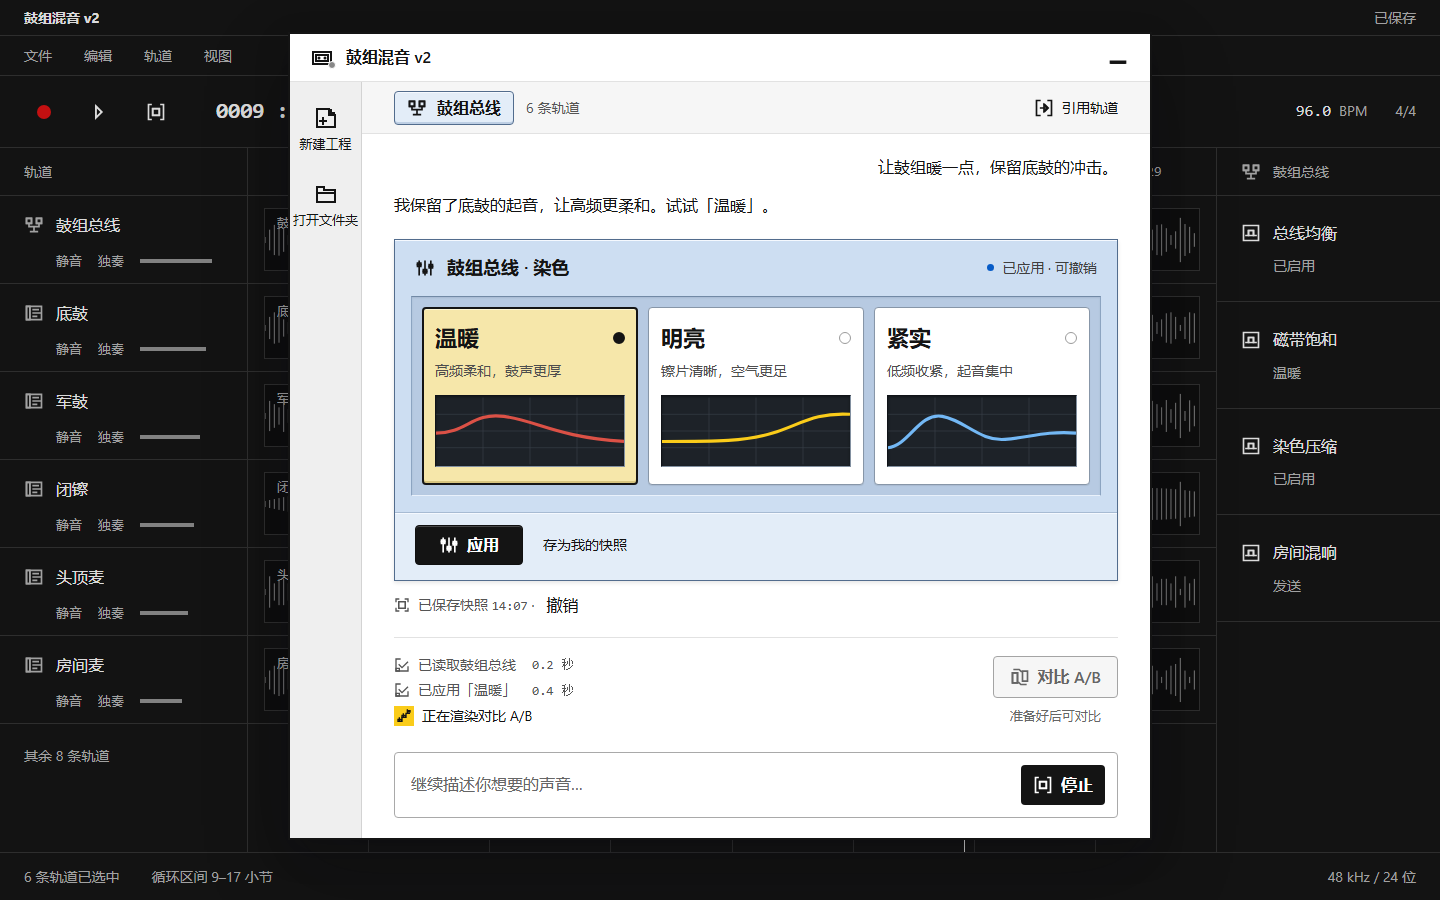 鼓组混音 v2
已保存
文件 编辑 轨道 视图
0009 :
96.0 BPM 4/4
轨道
鼓组总线
静音 独奏
底鼓
静音 独奏
军鼓
静音 独奏
闭镲
静音 独奏
头顶麦
静音 独奏
房间麦
静音 独奏
其余 8 条轨道
鼓
底
军
闭
头
房
鼓组混音 v2
新建工程
打开文件夹
鼓组总线 6 条轨道
引用轨道
让鼓组暖一点，保留底鼓的冲击。
我保留了底鼓的起音，让高频更柔和。试试「温暖」。
鼓组总线 · 染色
已应用 · 可撤销
温暖
高频柔和，鼓声更厚
明亮
镲片清晰，空气更足
紧实
低频收紧，起音集中
应用 存为我的快照
已保存快照 14:07 · 撤销
已读取鼓组总线 0.2 秒
已应用「温暖」 0.4 秒
正在渲染对比 A/B
对比 A/B
准备好后可对比
继续描述你想要的声音...
停止
鼓组总线
总线均衡
已启用
磁带饱和
温暖
染色压缩
已启用
房间混响
发送
6 条轨道已选中 循环区间 9–17 小节
48 kHz / 24 位